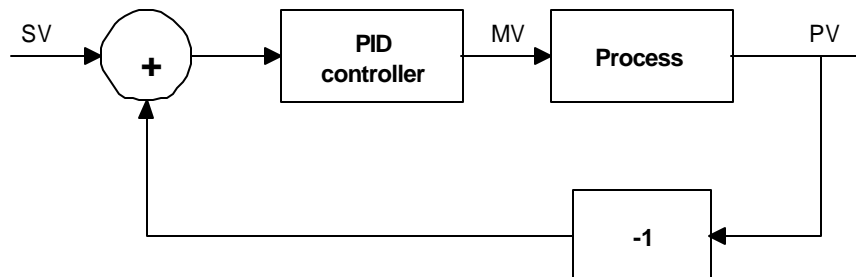 SV
+
PID
controller
MV
Process
PV
-1